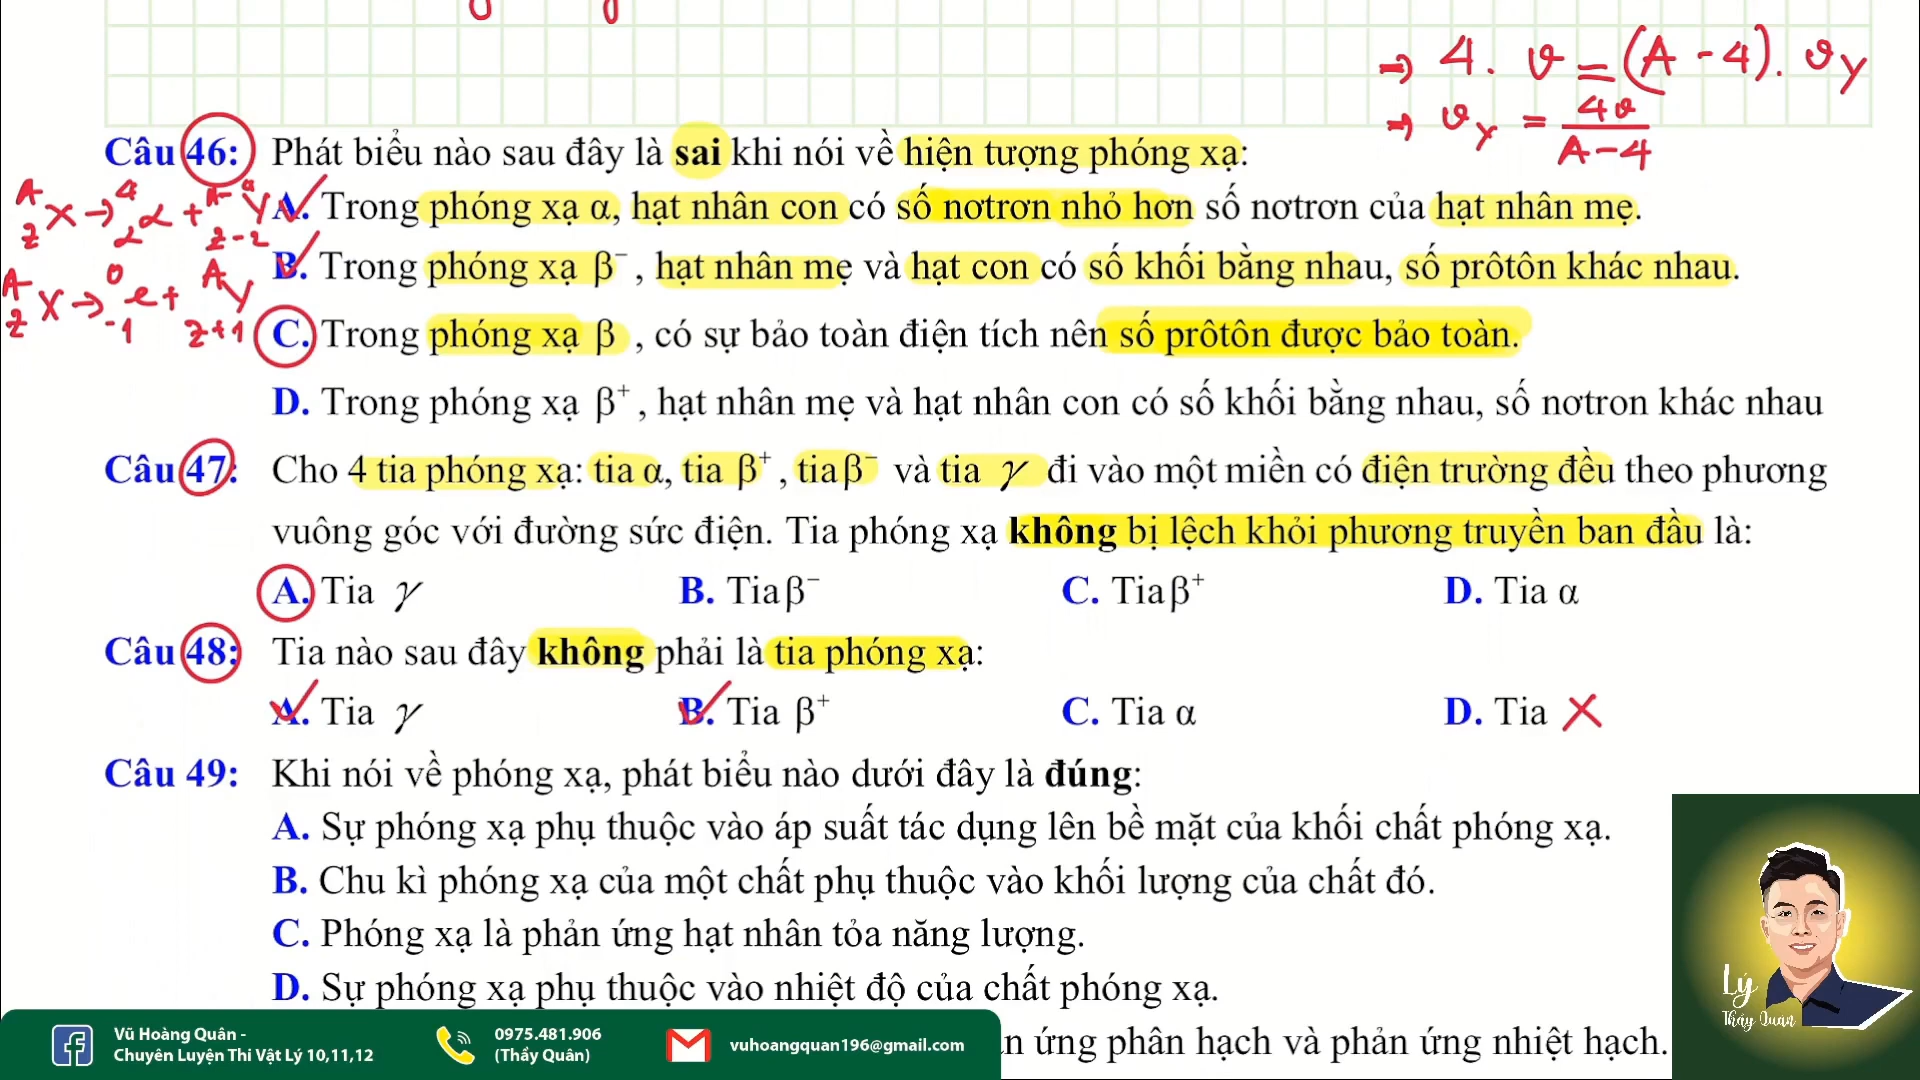 ⇒ 4. v = (A - 4). v_Y
⇒ v_Y = 4v / (A - 4)
Câu 46: Phát biểu nào sau đây là sai khi nói về hiện tượng phóng xạ:
A. Trong phóng xạ α, hạt nhân con có số nơtron nhỏ hơn số nơtron của hạt nhân mẹ.
B. Trong phóng xạ β⁻, hạt nhân mẹ và hạt con có số khối bằng nhau, số prôtôn khác nhau.
C. Trong phóng xạ β , có sự bảo toàn điện tích nên số prôtôn được bảo toàn.
D. Trong phóng xạ β⁺, hạt nhân mẹ và hạt nhân con có số khối bằng nhau, số nơtron khác nhau
Câu 47: Cho 4 tia phóng xạ: tia α, tia β⁺, tia β⁻ và tia γ đi vào một miền có điện trường đều theo phương
vuông góc với đường sức điện. Tia phóng xạ không bị lệch khỏi phương truyền ban đầu là:
A. Tia γ B. Tia β⁻ C. Tia β⁺ D. Tia α
Câu 48: Tia nào sau đây không phải là tia phóng xạ:
A. Tia γ B. Tia β⁺ C. Tia α D. Tia X
Câu 49: Khi nói về phóng xạ, phát biểu nào dưới đây là đúng:
A. Sự phóng xạ phụ thuộc vào áp suất tác dụng lên bề mặt của khối chất phóng xạ.
B. Chu kì phóng xạ của một chất phụ thuộc vào khối lượng của chất đó.
C. Phóng xạ là phản ứng hạt nhân tỏa năng lượng.
D. Sự phóng xạ phụ thuộc vào nhiệt độ của chất phóng xạ.
n ứng phân hạch và phản ứng nhiệt hạch.
Vũ Hoàng Quân -
Chuyên Luyện Thi Vật Lý 10,11,12
0975.481.906
(Thầy Quân)
vuhoangquan196@gmail.com
Lý
Thầy Quân